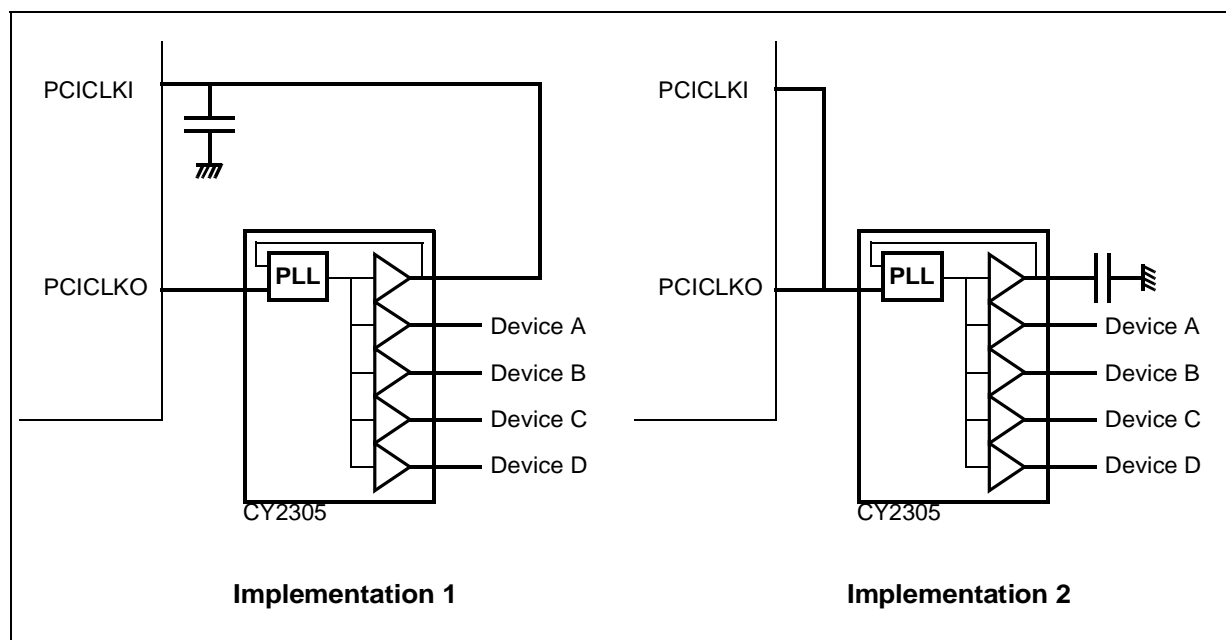 PCICLKI
PCICLKO
PLL
Device A
Device B
Device C
Device D
CY2305
Implementation 1
PCICLKI
PCICLKO
PLL
Device A
Device B
Device C
Device D
CY2305
Implementation 2